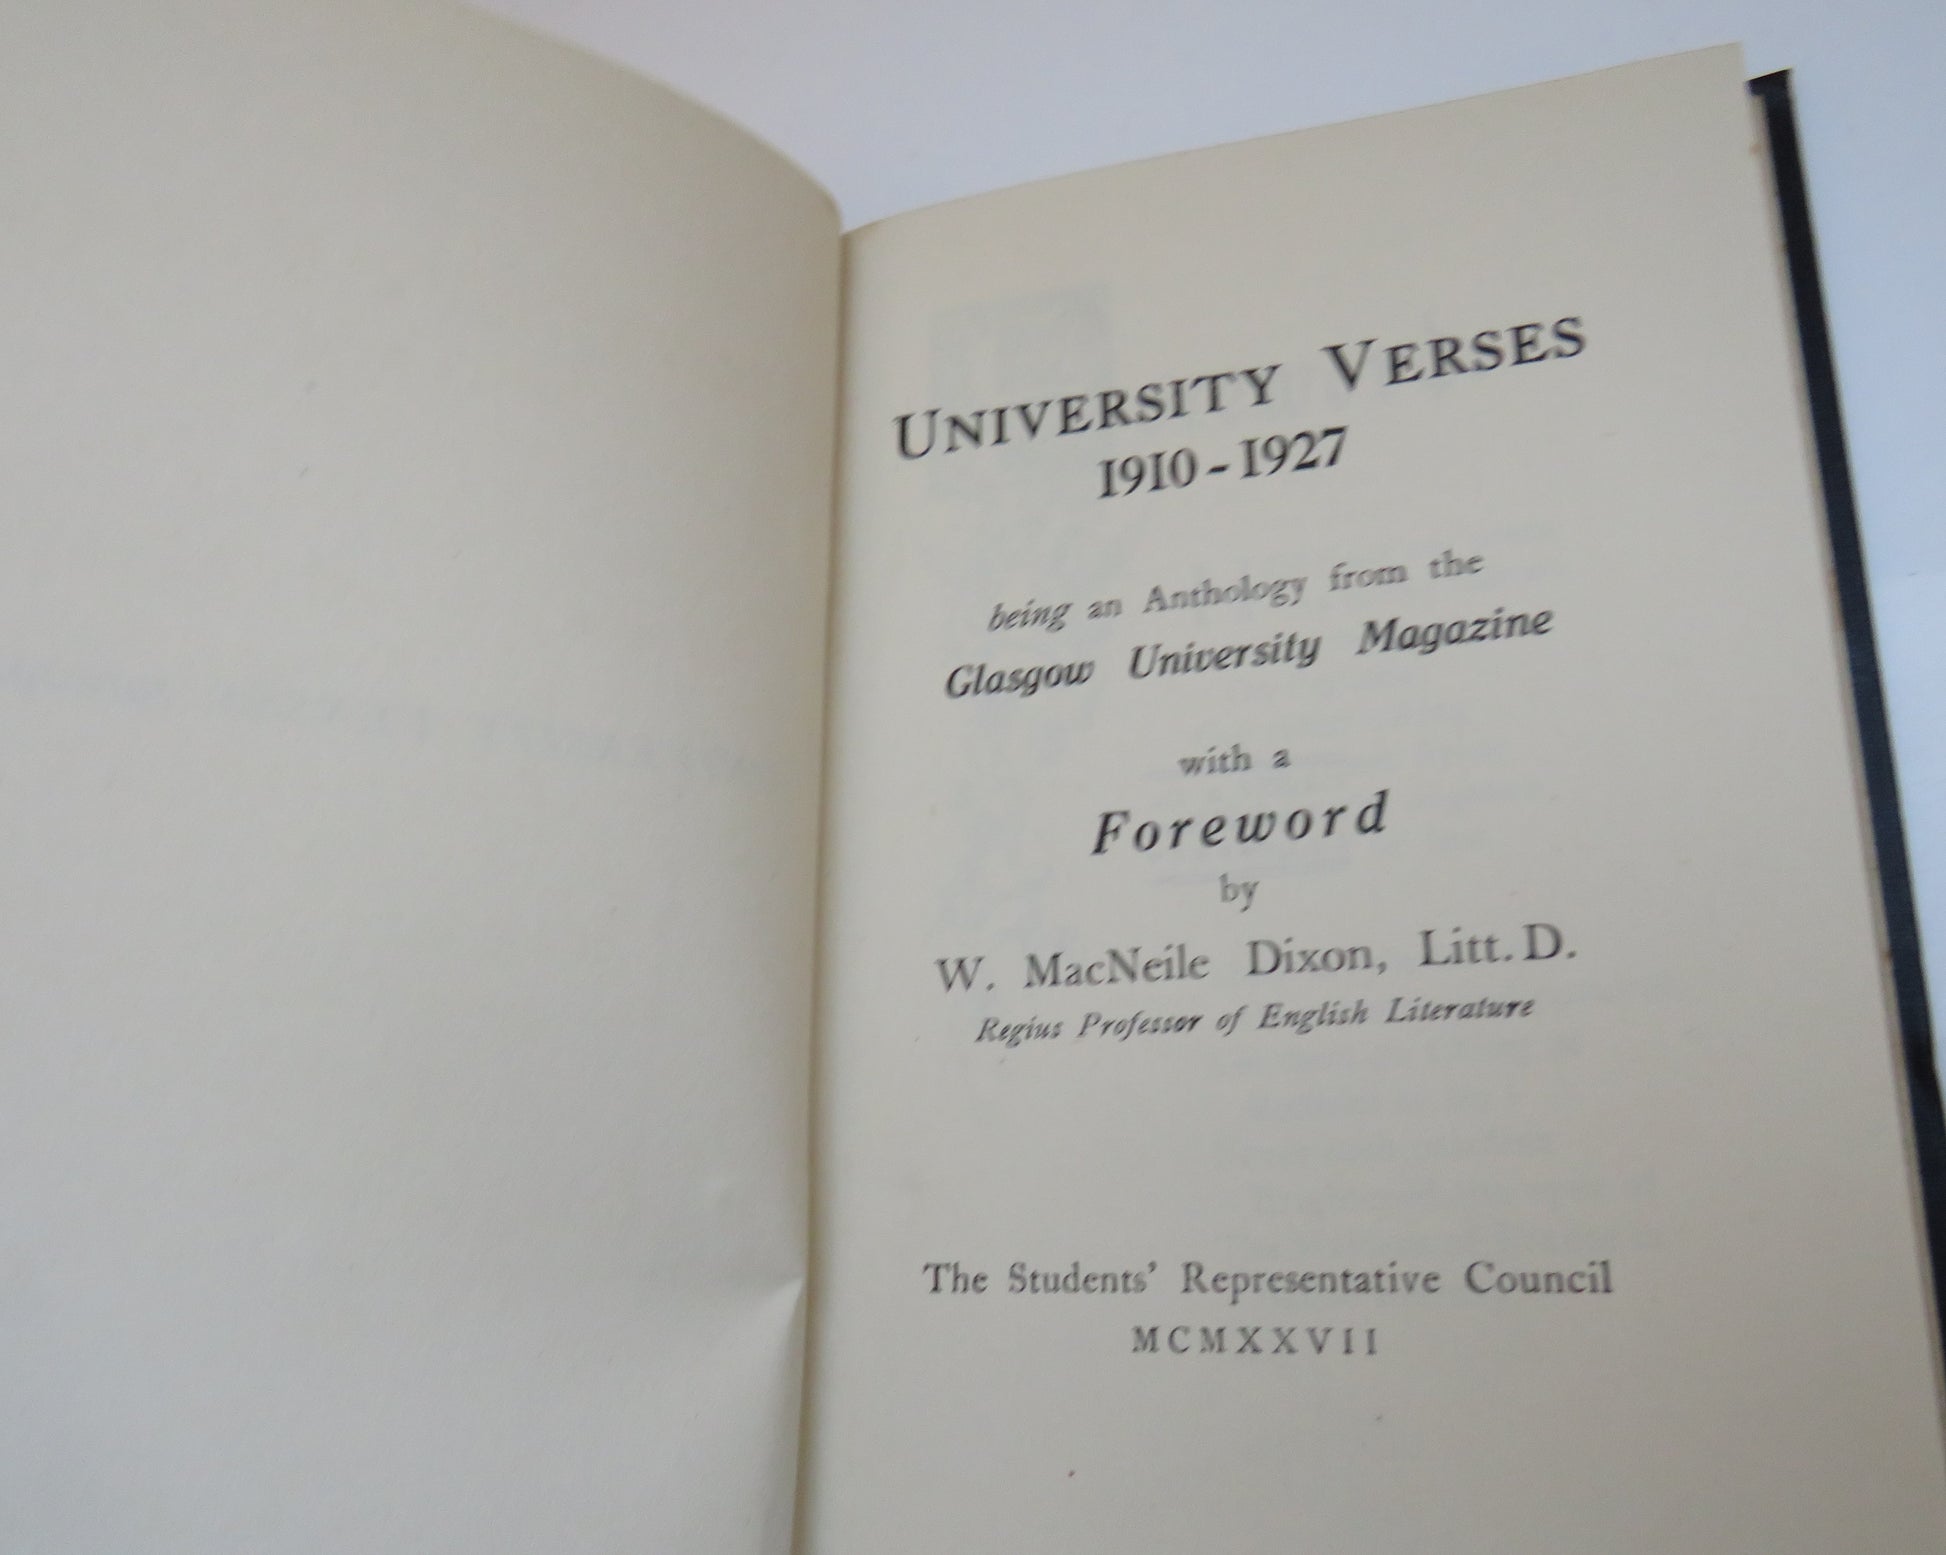 UNIVERSITY VERSES
1910-1927
being an Anthology from the
Glasgow University Magazine
with a
Foreword
by
W. MacNeile Dixon, Litt.D.
Regius Professor of English Literature
The Students' Representative Council
MCMXXVII